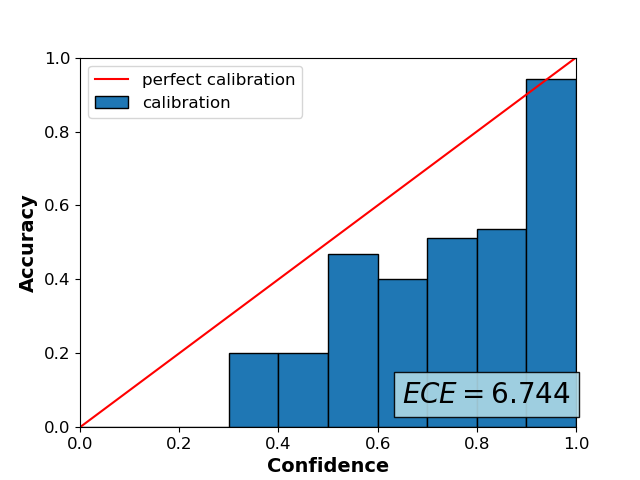 perfect calibration
calibration
Accuracy
1.0
0.8
0.6
0.4
0.2
0.0
ECE = 6.744
0.0 0.2 0.4 0.6 0.8 1.0
Confidence